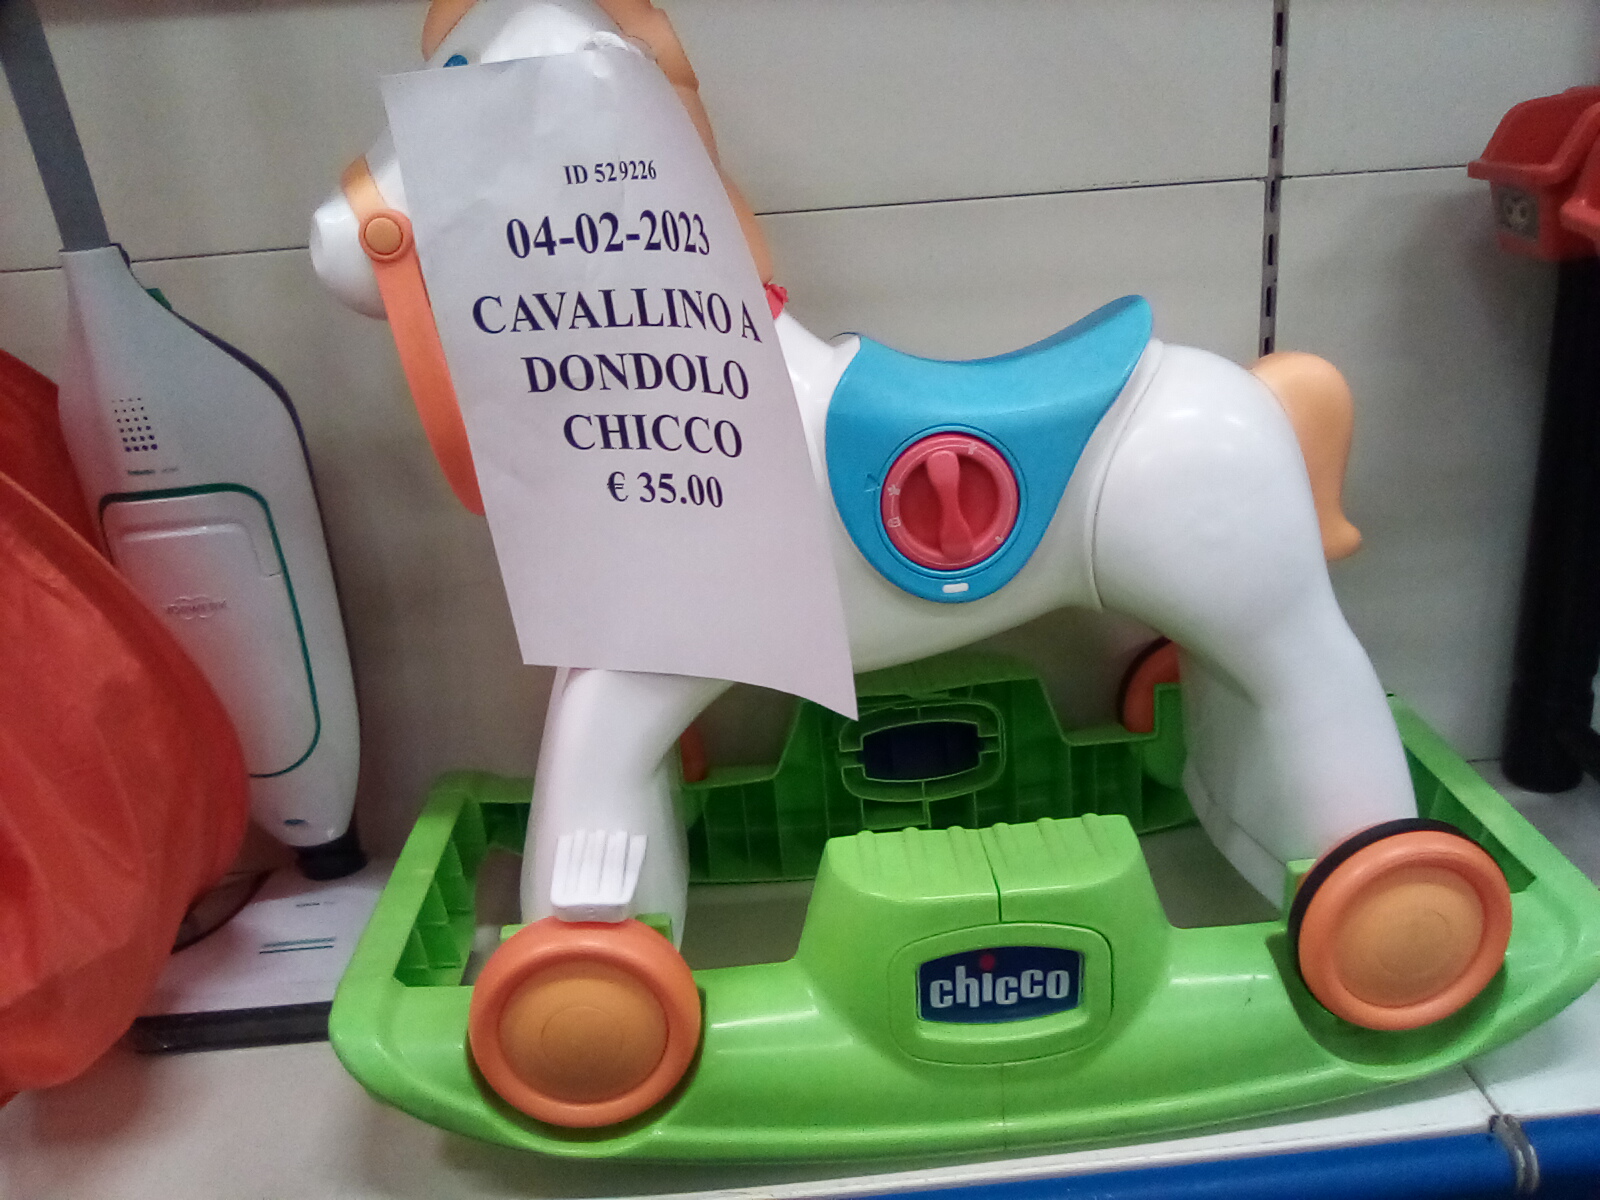 ID 529226
04-02-2023
CAVALLINO A
DONDOLO
CHICCO
€ 35.00
chicco